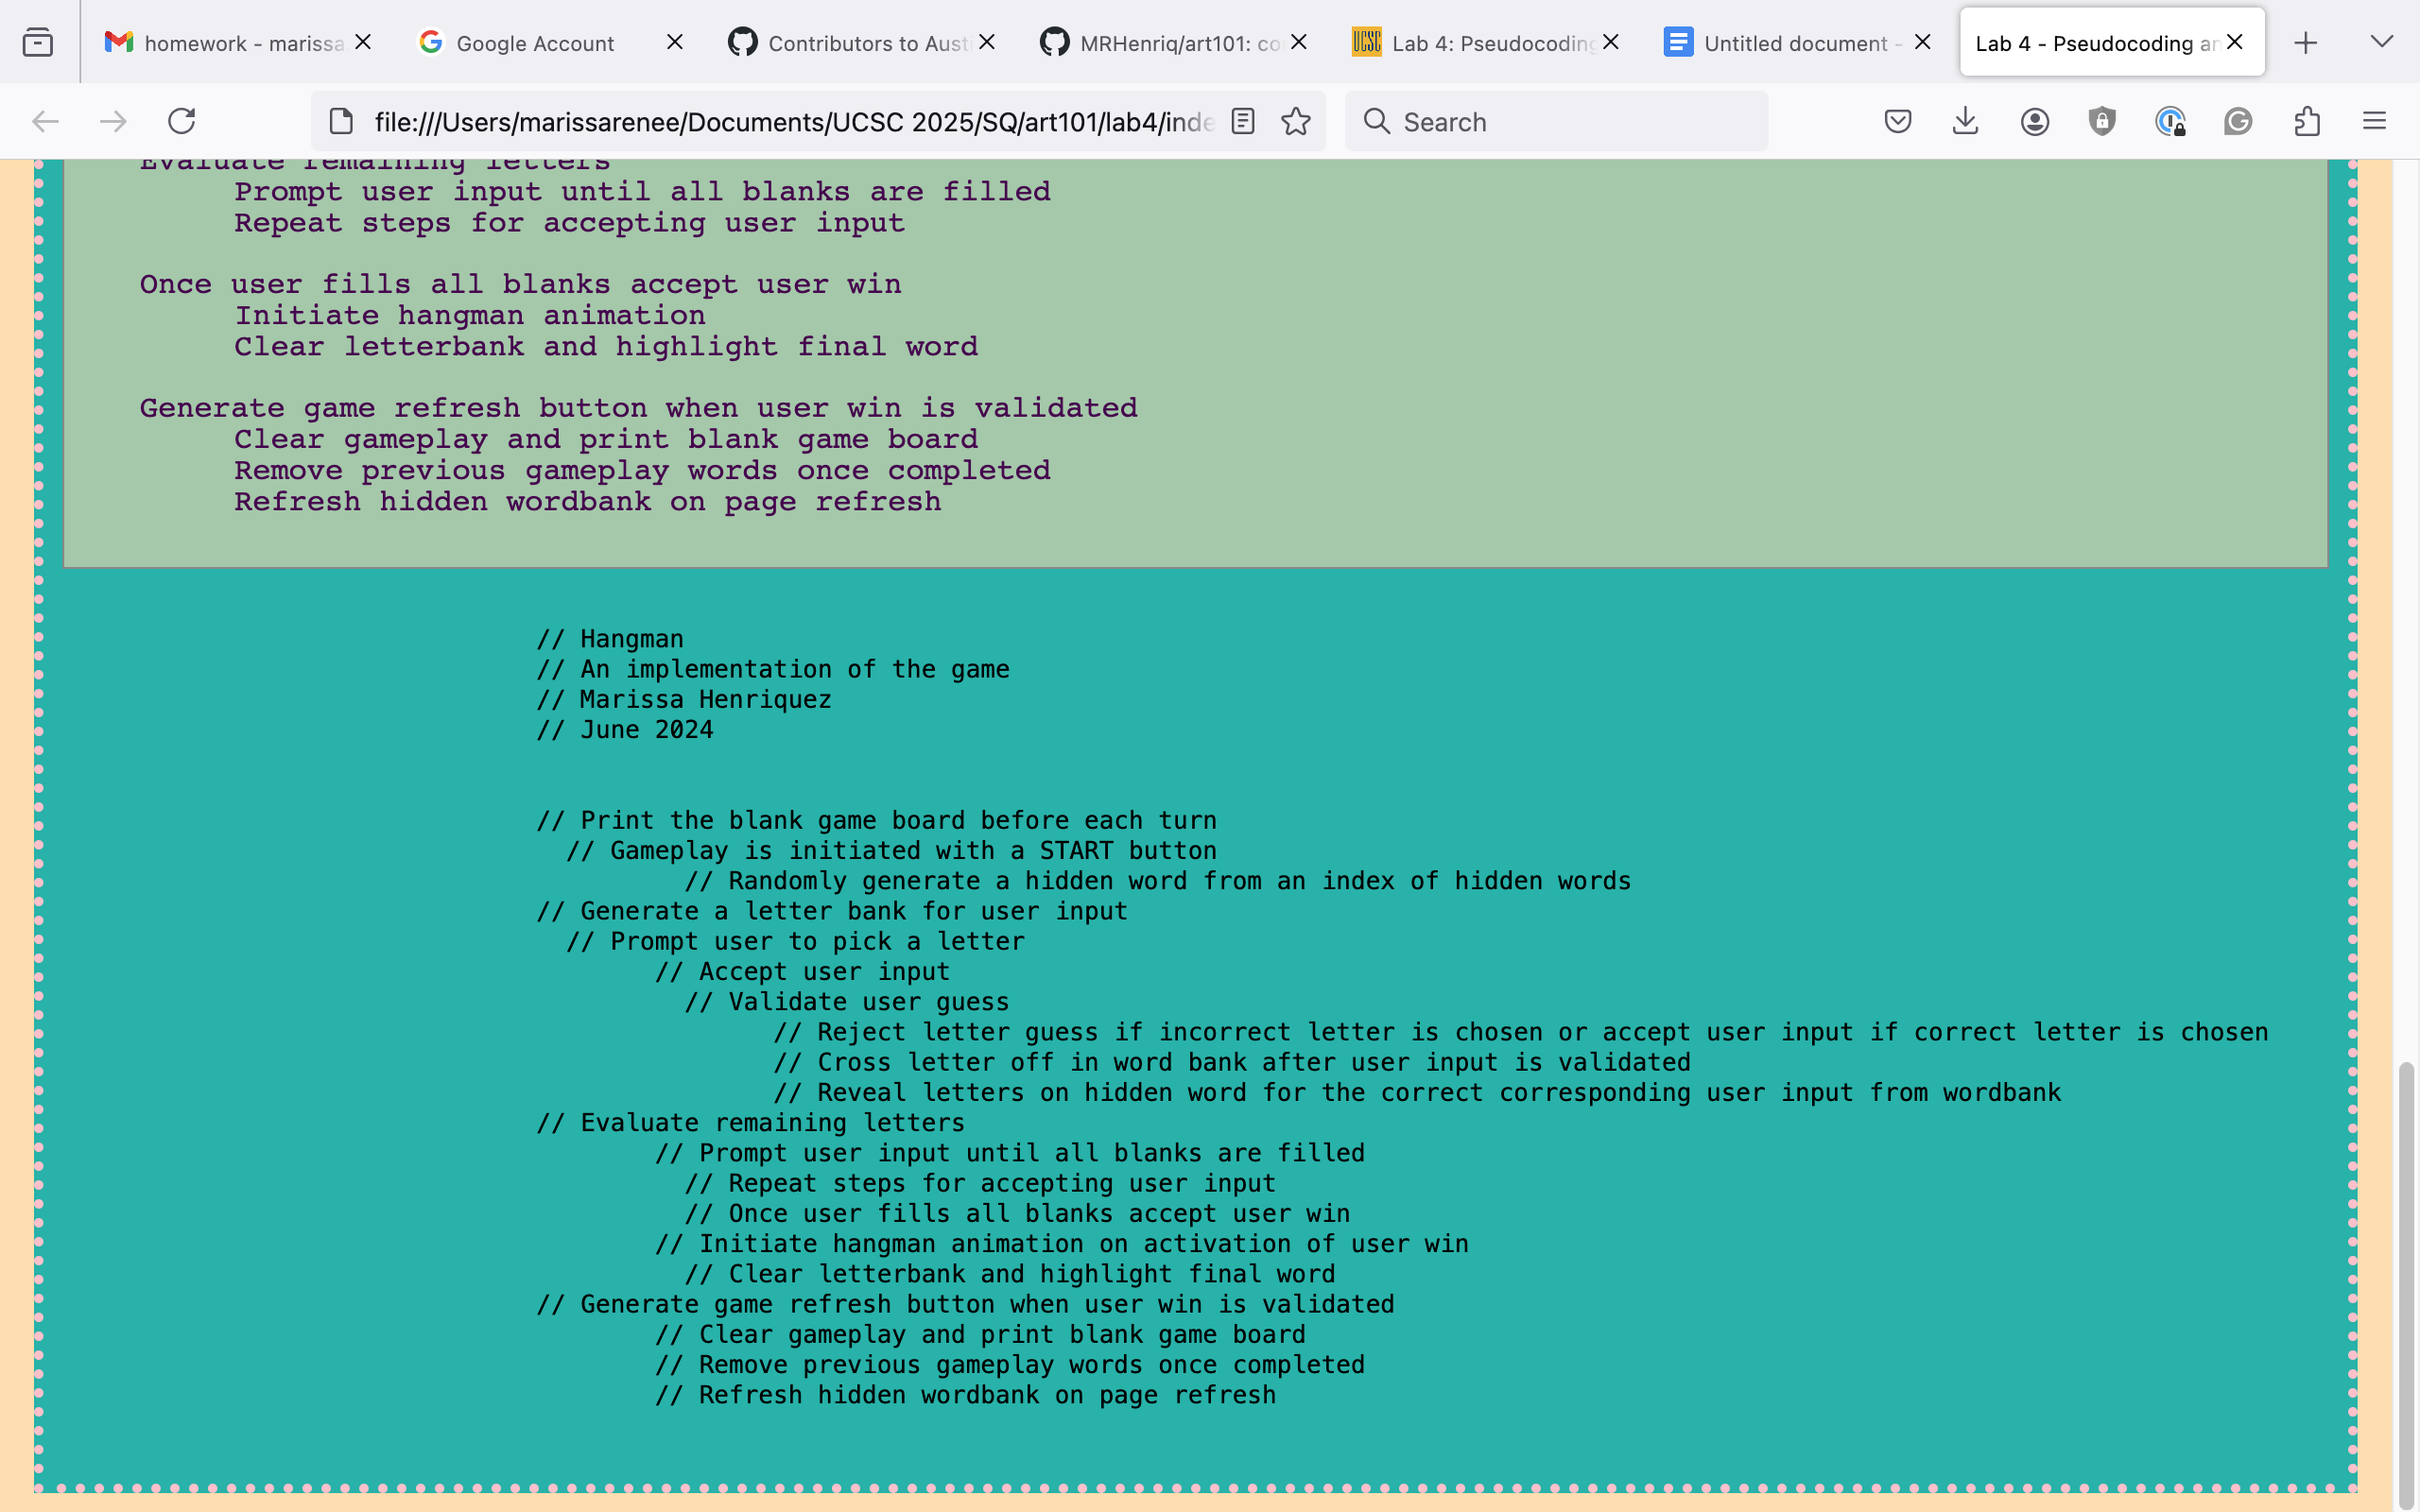 homework - marissa
Google Account
Contributors to Aust
MRHenriq/art101: co
UCSC
Lab 4: Pseudocoding
Untitled document -
Lab 4 - Pseudocoding an
file:///Users/marissarenee/Documents/UCSC 2025/SQ/art101/lab4/inde
Search
Evaluate remaining letters
Prompt user input until all blanks are filled
Repeat steps for accepting user input
Once user fills all blanks accept user win
Initiate hangman animation
Clear letterbank and highlight final word
Generate game refresh button when user win is validated
Clear gameplay and print blank game board
Remove previous gameplay words once completed
Refresh hidden wordbank on page refresh
// Hangman
// An implementation of the game
// Marissa Henriquez
// June 2024
// Print the blank game board before each turn
// Gameplay is initiated with a START button
// Randomly generate a hidden word from an index of hidden words
// Generate a letter bank for user input
// Prompt user to pick a letter
// Accept user input
// Validate user guess
// Reject letter guess if incorrect letter is chosen or accept user input if correct letter is chosen
// Cross letter off in word bank after user input is validated
// Reveal letters on hidden word for the correct corresponding user input from wordbank
// Evaluate remaining letters
// Prompt user input until all blanks are filled
// Repeat steps for accepting user input
// Once user fills all blanks accept user win
// Initiate hangman animation on activation of user win
// Clear letterbank and highlight final word
// Generate game refresh button when user win is validated
// Clear gameplay and print blank game board
// Remove previous gameplay words once completed
// Refresh hidden wordbank on page refresh